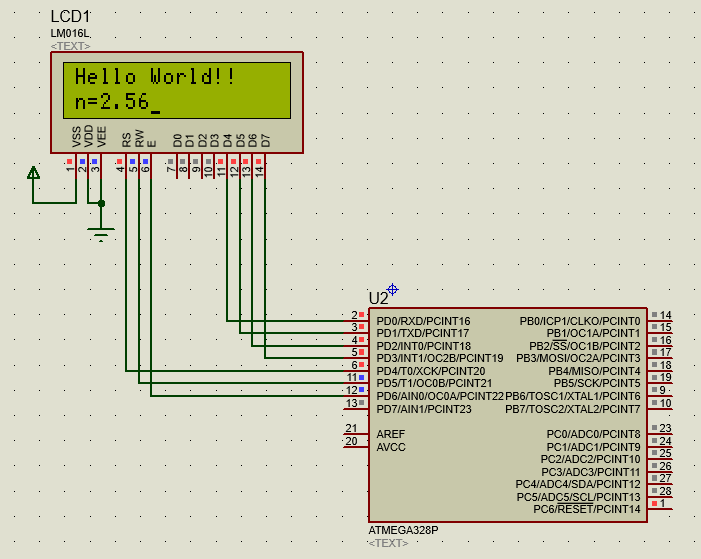 LCD1
LM016L
<TEXT>
Hello World!!
n=2.56_
VSS VDD VEE RS RW E D0 D1 D2 D3 D4 D5 D6 D7
1 2 3 4 5 6 7 8 9 10 11 12 13 14
U2
2 PD0/RXD/PCINT16 PB0/ICP1/CLKO/PCINT0 14
3 PD1/TXD/PCINT17 PB1/OC1A/PCINT1 15
4 PD2/INT0/PCINT18 PB2/SS/OC1B/PCINT2 16
5 PD3/INT1/OC2B/PCINT19 PB3/MOSI/OC2A/PCINT3 17
6 PD4/T0/XCK/PCINT20 PB4/MISO/PCINT4 18
11 PD5/T1/OC0B/PCINT21 PB5/SCK/PCINT5 19
12 PD6/AIN0/OC0A/PCINT22 PB6/TOSC1/XTAL1/PCINT6 9
13 PD7/AIN1/PCINT23 PB7/TOSC2/XTAL2/PCINT7 10
21 AREF PC0/ADC0/PCINT8 23
20 AVCC PC1/ADC1/PCINT9 24
PC2/ADC2/PCINT10 25
PC3/ADC3/PCINT11 26
PC4/ADC4/SDA/PCINT12 27
PC5/ADC5/SCL/PCINT13 28
PC6/RESET/PCINT14 1
ATMEGA328P
<TEXT>